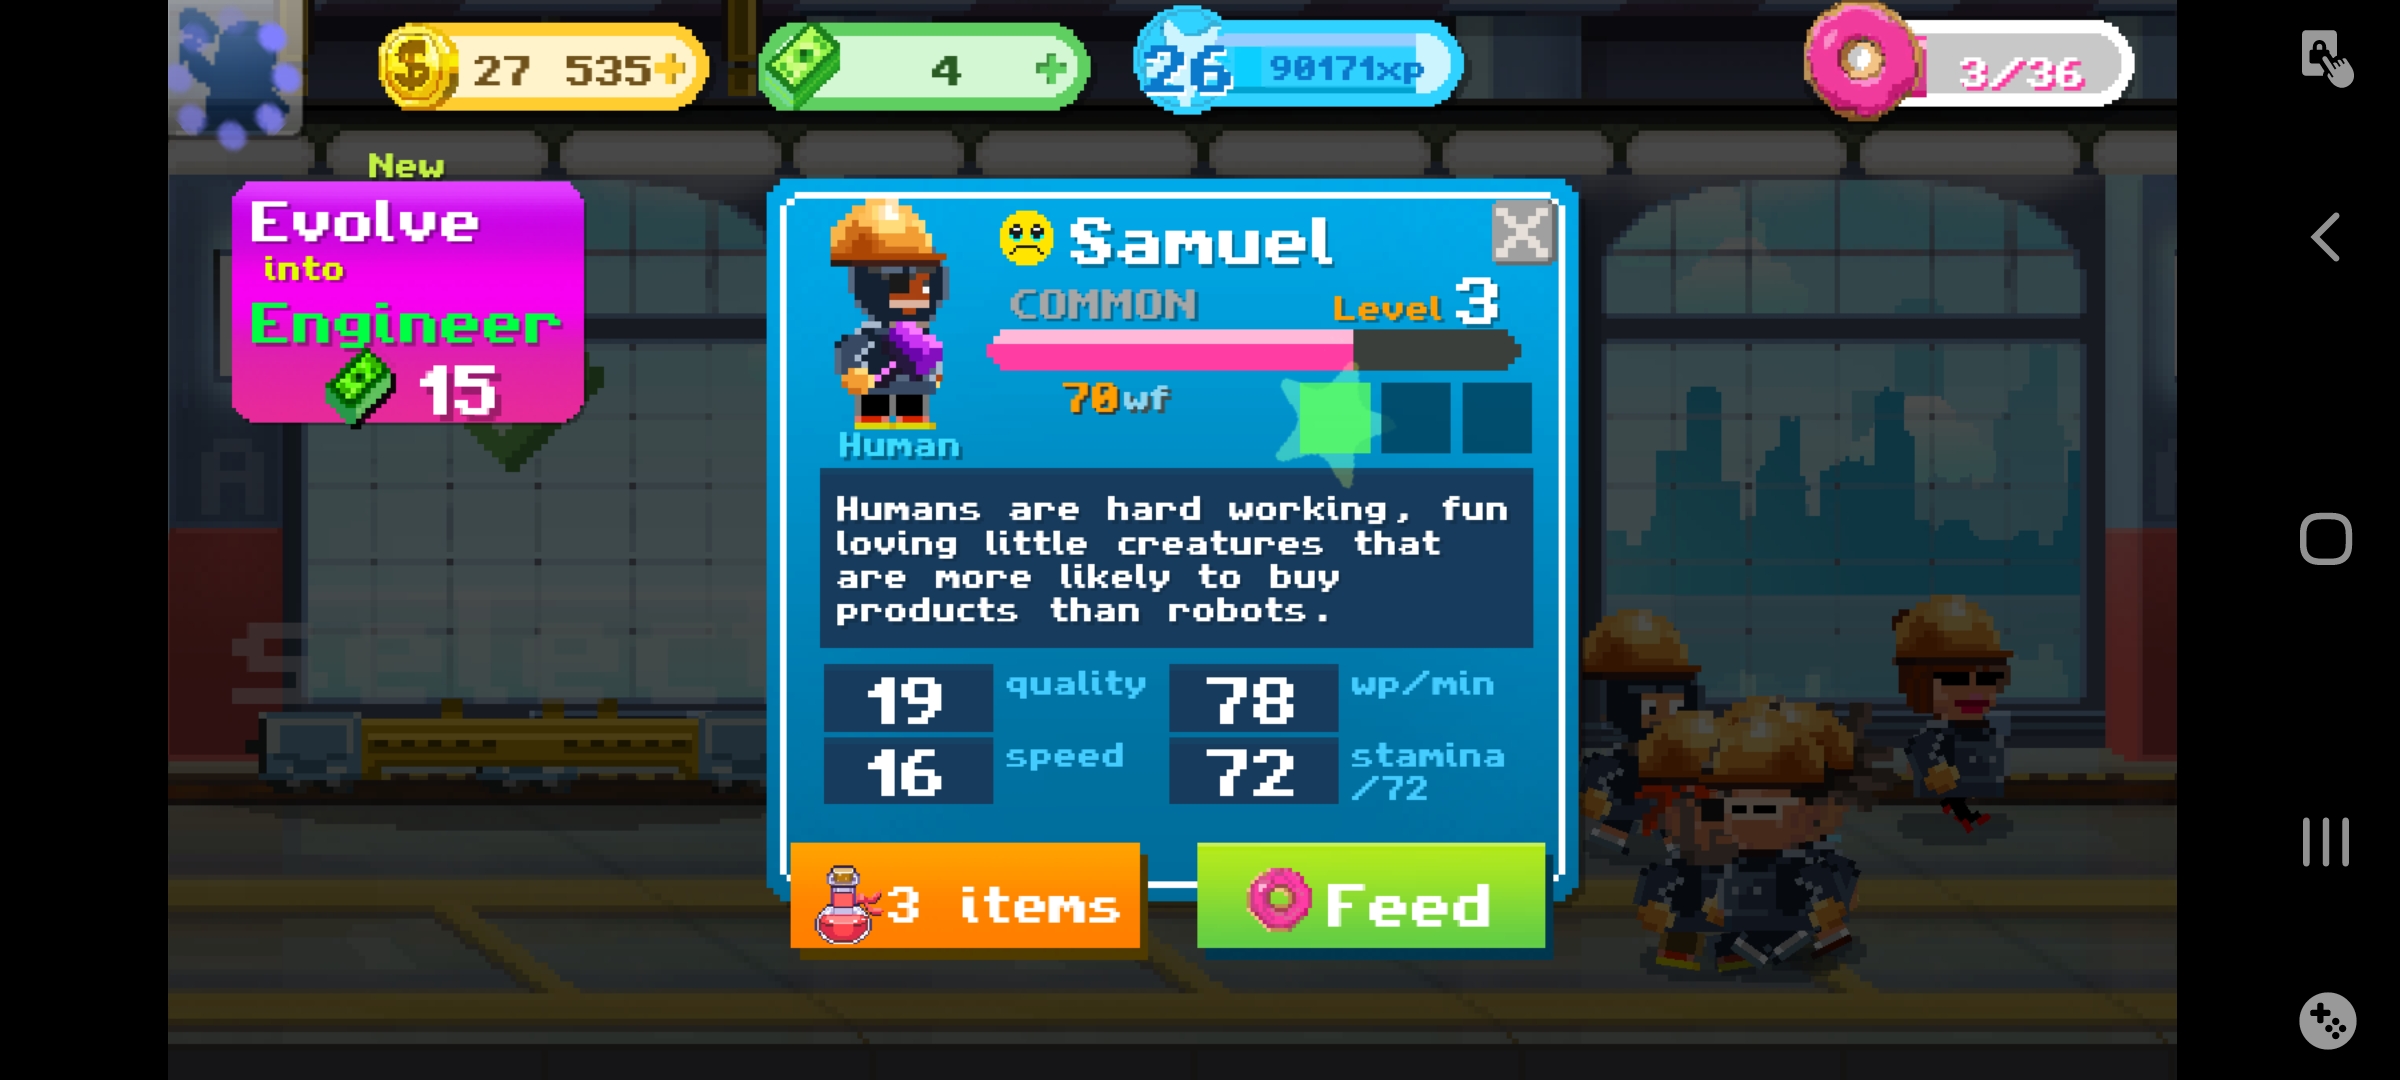 27 535
4
26
90171xp
3/36
New
Evolve
into
Engineer
15
Samuel
COMMON
Level 3
70wf
Human
Humans are hard working, fun
loving little creatures that
are more likely to buy
products than robots.
19 quality
78 wp/min
16 speed
72 stamina
/72
3 items
Feed
A
Select